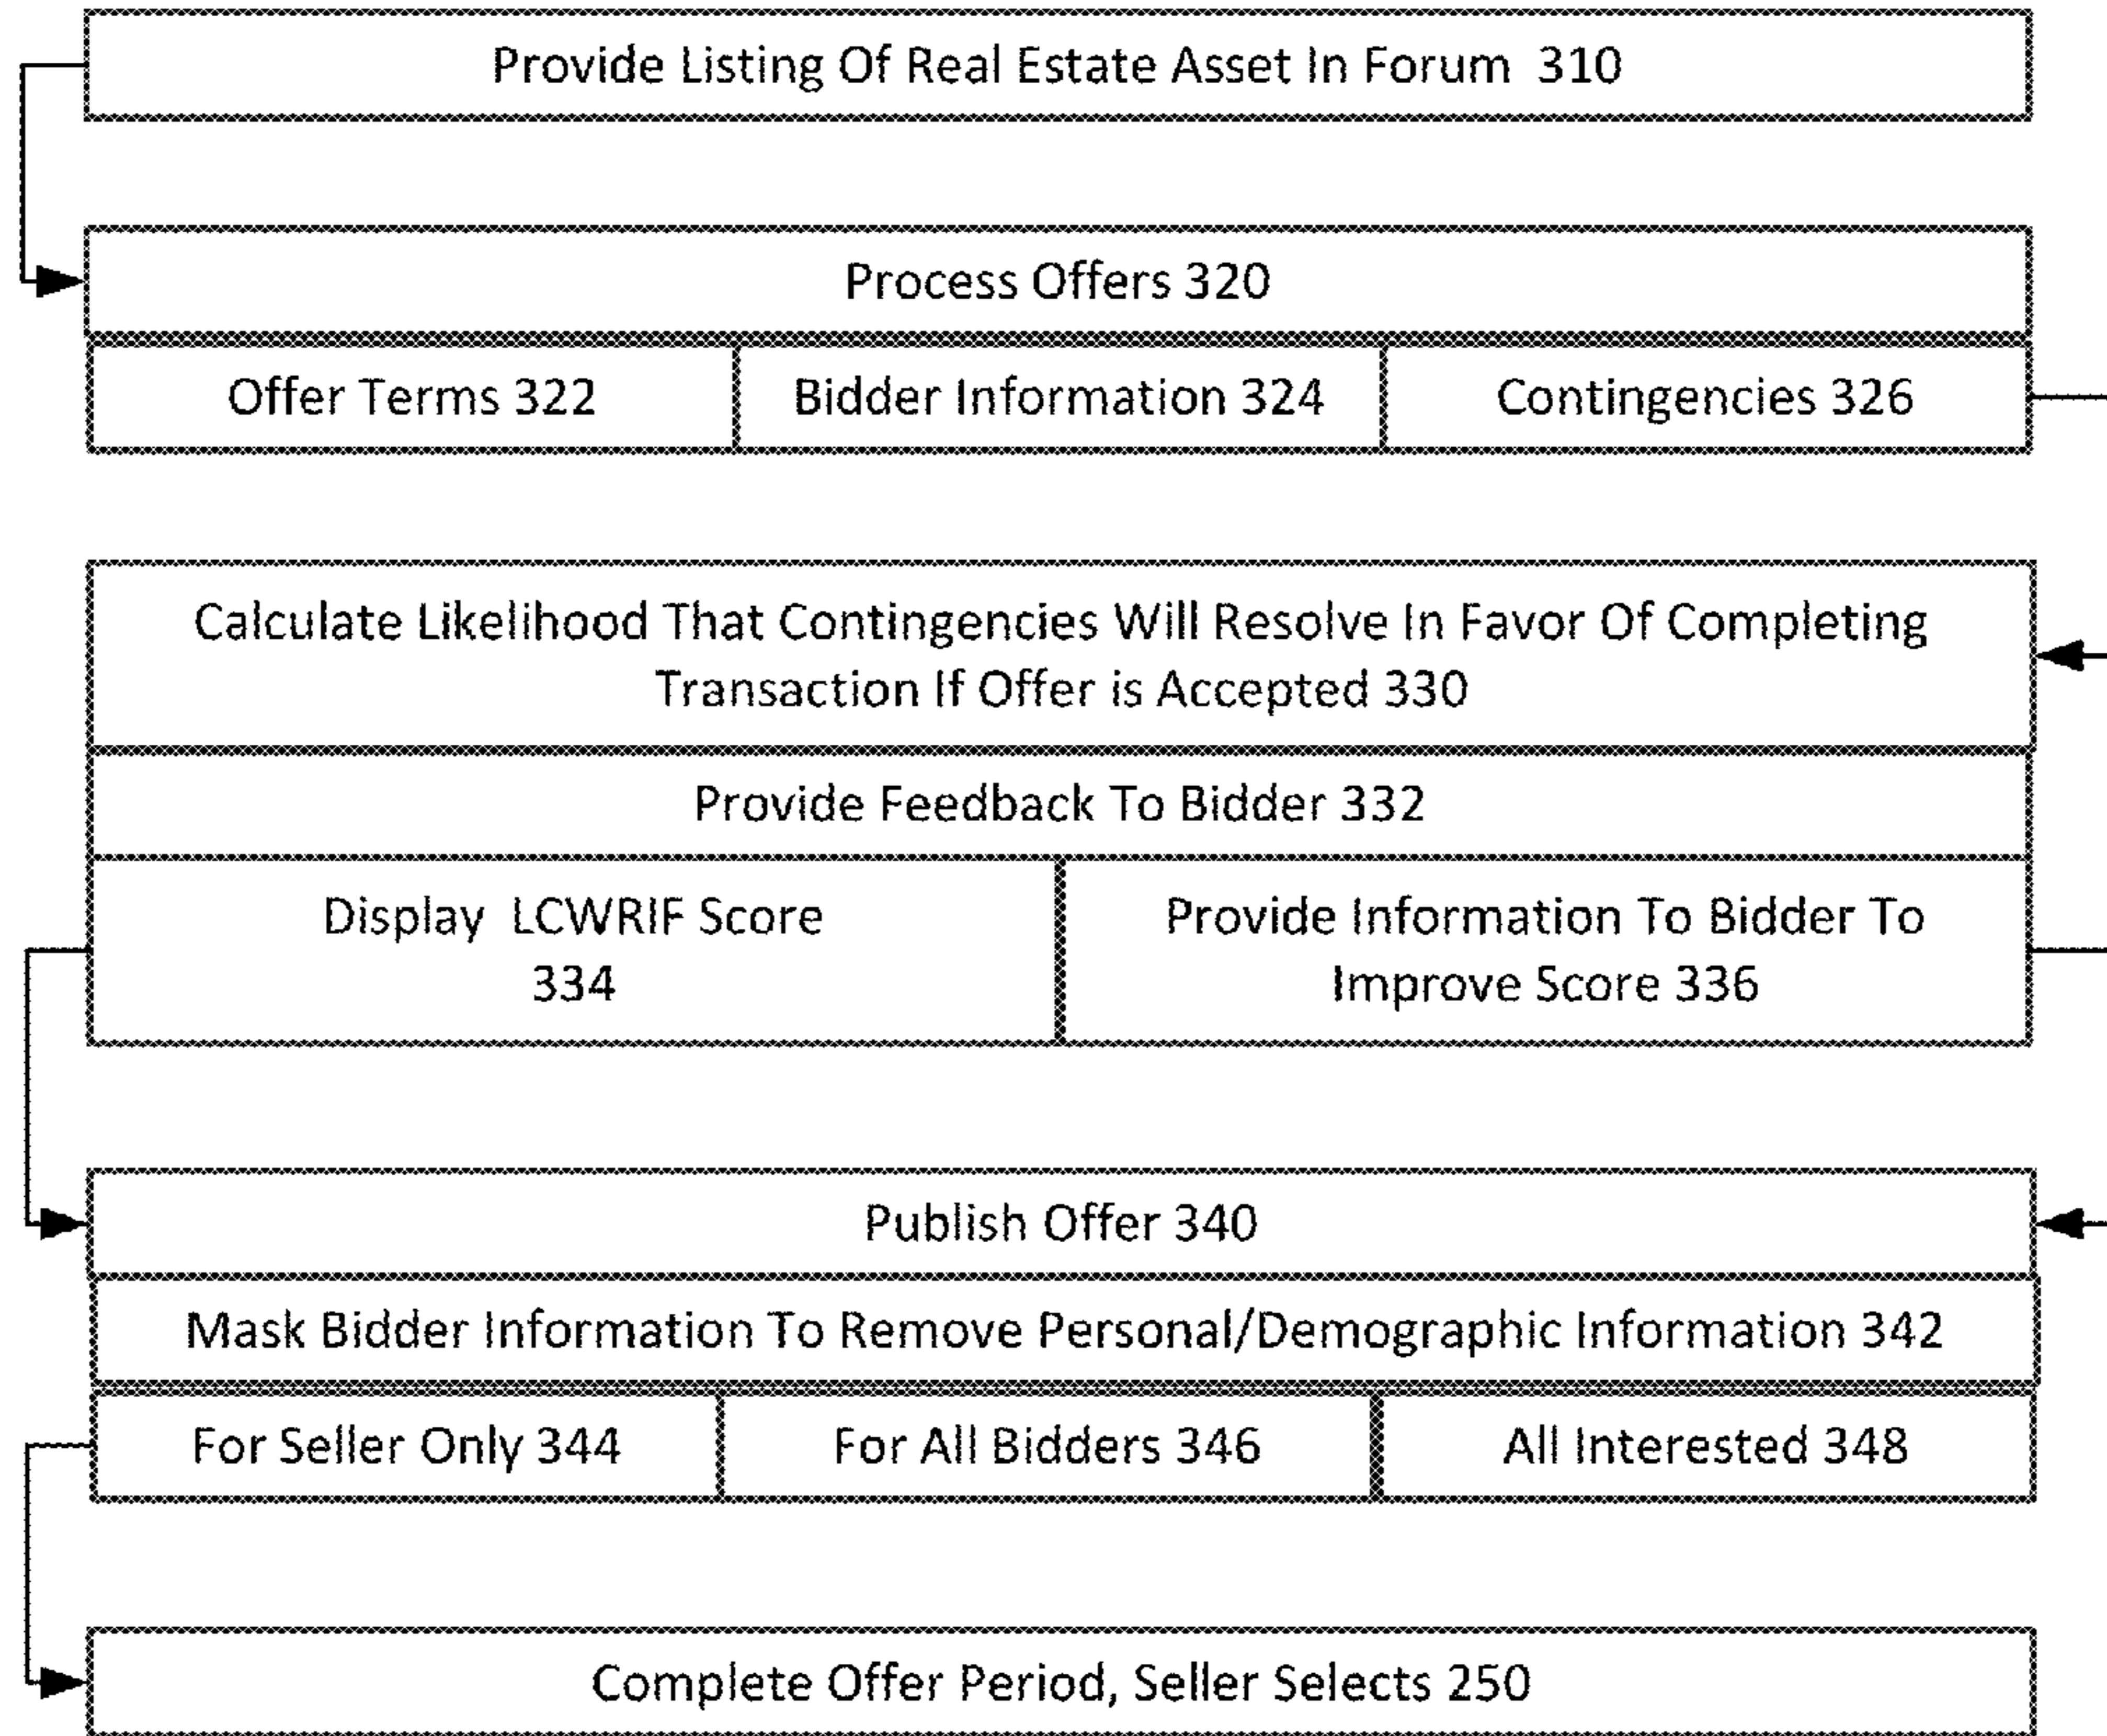 Provide Listing Of Real Estate Asset In Forum 310
Process Offers 320
Offer Terms 322
Bidder Information 324
Contingencies 326
Calculate Likelihood That Contingencies Will Resolve In Favor Of Completing
Transaction If Offer is Accepted 330
Provide Feedback To Bidder 332
Display LCWRIF Score
334
Provide Information To Bidder To
Improve Score 336
Publish Offer 340
Mask Bidder Information To Remove Personal/Demographic Information 342
For Seller Only 344
For All Bidders 346
All Interested 348
Complete Offer Period, Seller Selects 250